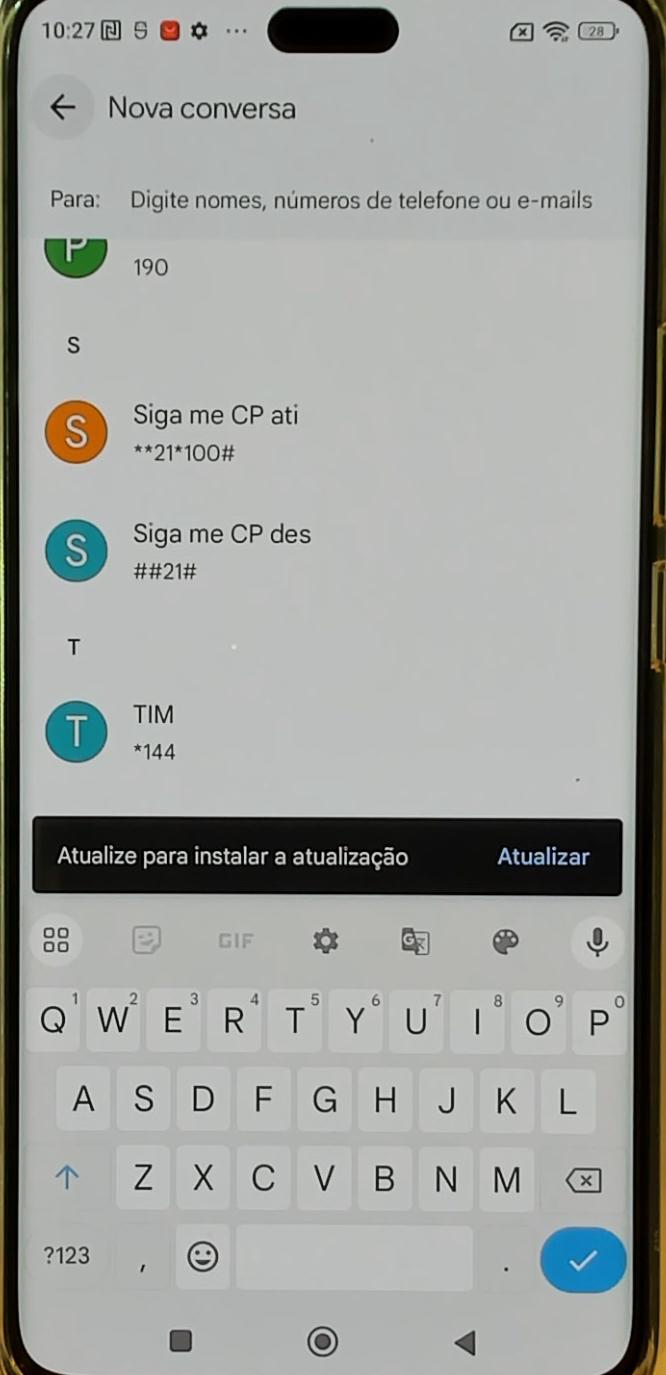 10:27
28
Nova conversa
Para: Digite nomes, números de telefone ou e-mails
P
190
S
S
Siga me CP ati
**21*100#
S
Siga me CP des
##21#
T
T
TIM
*144
Atualize para instalar a atualização Atualizar
GIF
Q1 W2 E3 R4 T5 Y6 U7 I8 O9 P0
A S D F G H J K L
Z X C V B N M
?123 , .